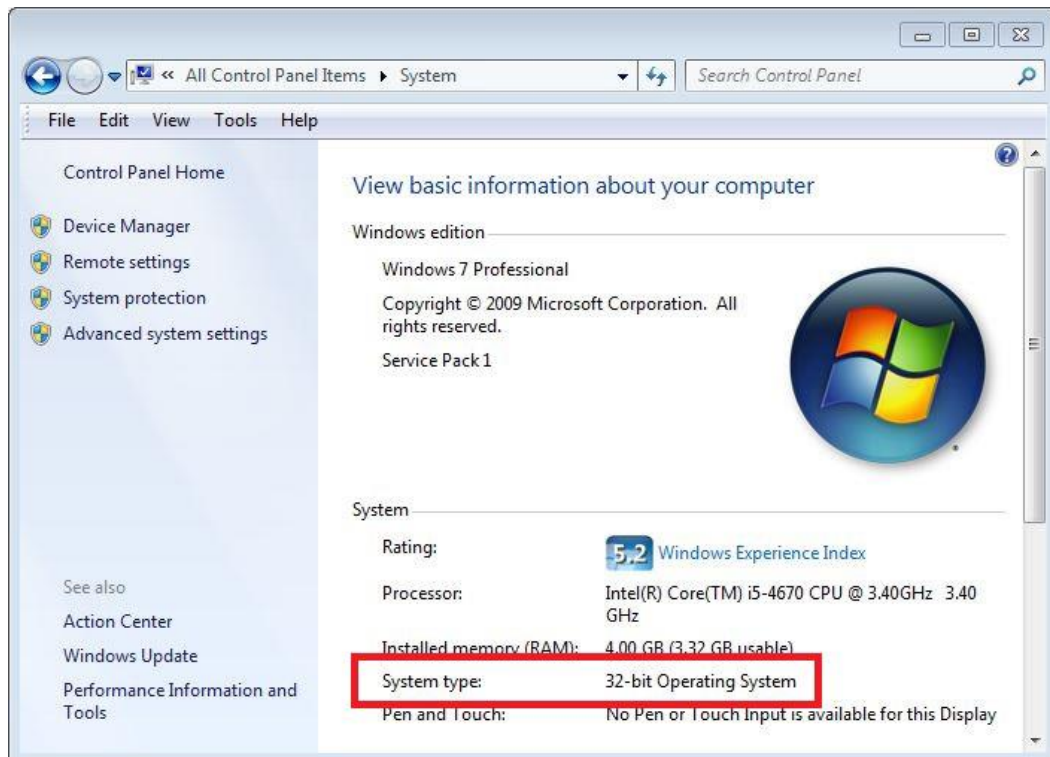 « All Control Panel Items ▸ System
Search Control Panel
File Edit View Tools Help
Control Panel Home
Device Manager
Remote settings
System protection
Advanced system settings
See also
Action Center
Windows Update
Performance Information and
Tools
View basic information about your computer
Windows edition
Windows 7 Professional
Copyright © 2009 Microsoft Corporation. All
rights reserved.
Service Pack 1
System
Rating:
5.2 Windows Experience Index
Processor:
Intel(R) Core(TM) i5-4670 CPU @ 3.40GHz 3.40
GHz
Installed memory (RAM):
4.00 GB (3.32 GB usable)
System type:
32-bit Operating System
Pen and Touch:
No Pen or Touch Input is available for this Display